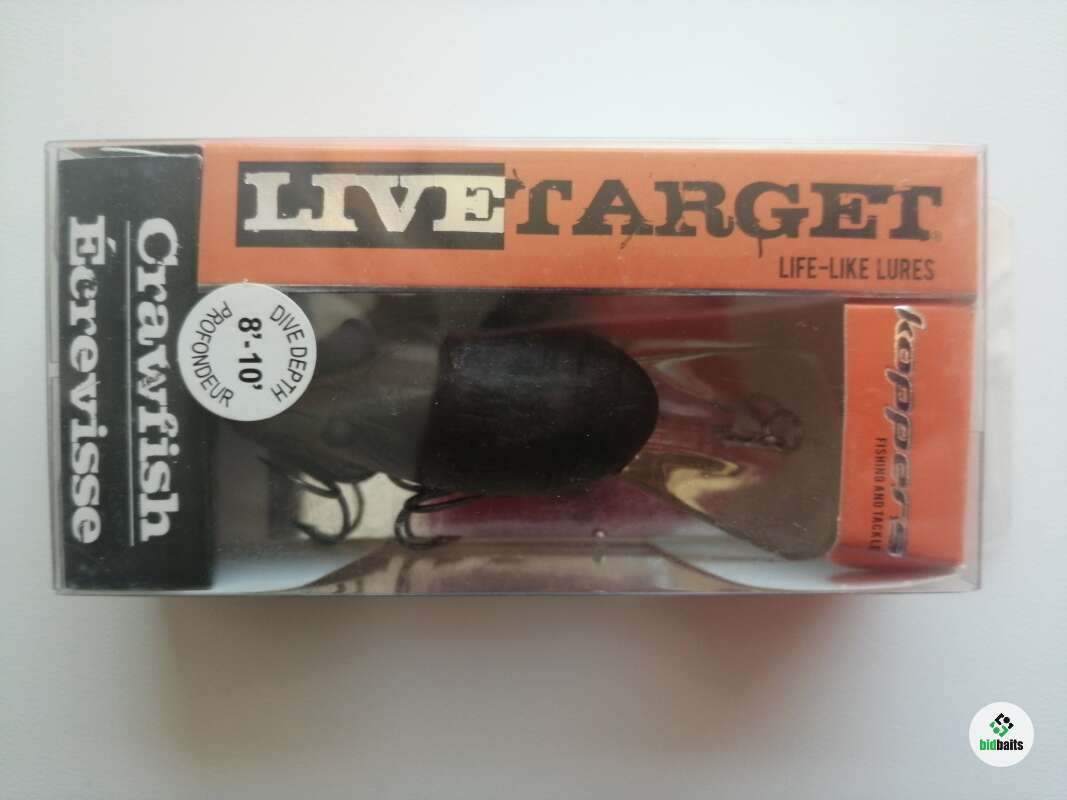 LIVETARGET
LIFE-LIKE LURES
Crawfish
Écrevisse
DIVE DEPTH
8'-10'
PROFONDEUR
koppers
FISHING AND TACKLE
bidbaits